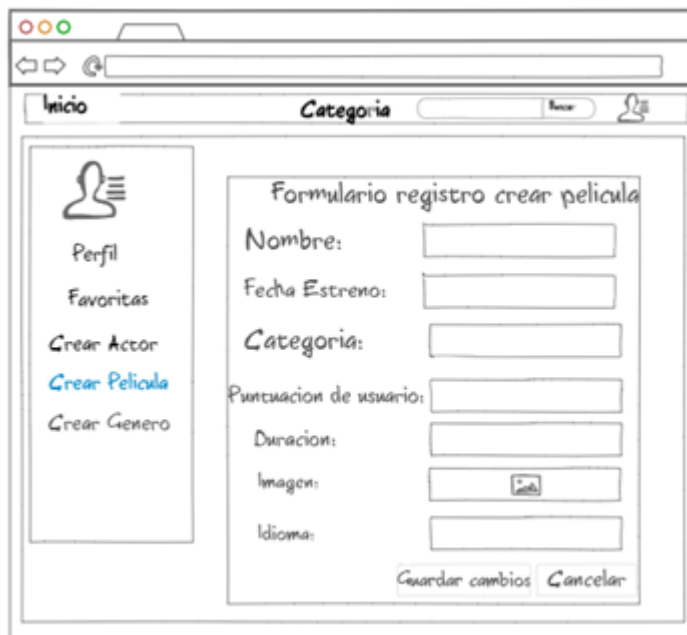 Inicio
Categoria
Buscar
Perfil
Favoritas
Crear Actor
Crear Pelicula
Crear Genero
Formulario registro crear pelicula
Nombre:
Fecha Estreno:
Categoria:
Puntuacion de usuario:
Duracion:
Imagen:
Idioma:
Guardar cambios
Cancelar